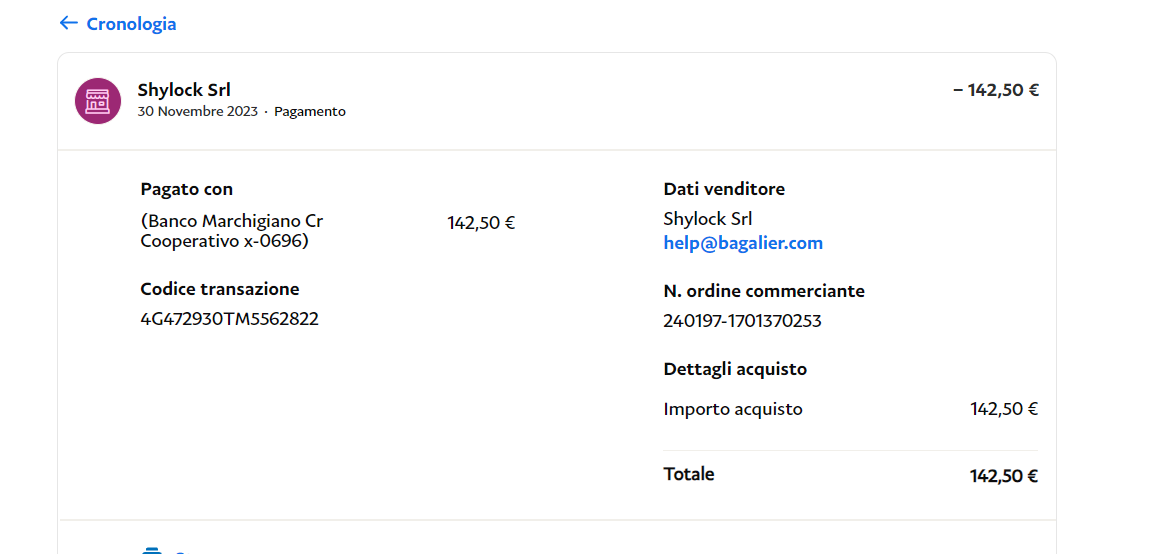 Cronologia
Shylock Srl
– 142,50 €
30 Novembre 2023 · Pagamento
Pagato con
(Banco Marchigiano Cr
Cooperativo x-0696)
142,50 €
Codice transazione
4G472930TM5562822
Dati venditore
Shylock Srl
help@bagalier.com
N. ordine commerciante
240197-1701370253
Dettagli acquisto
Importo acquisto 142,50 €
Totale 142,50 €